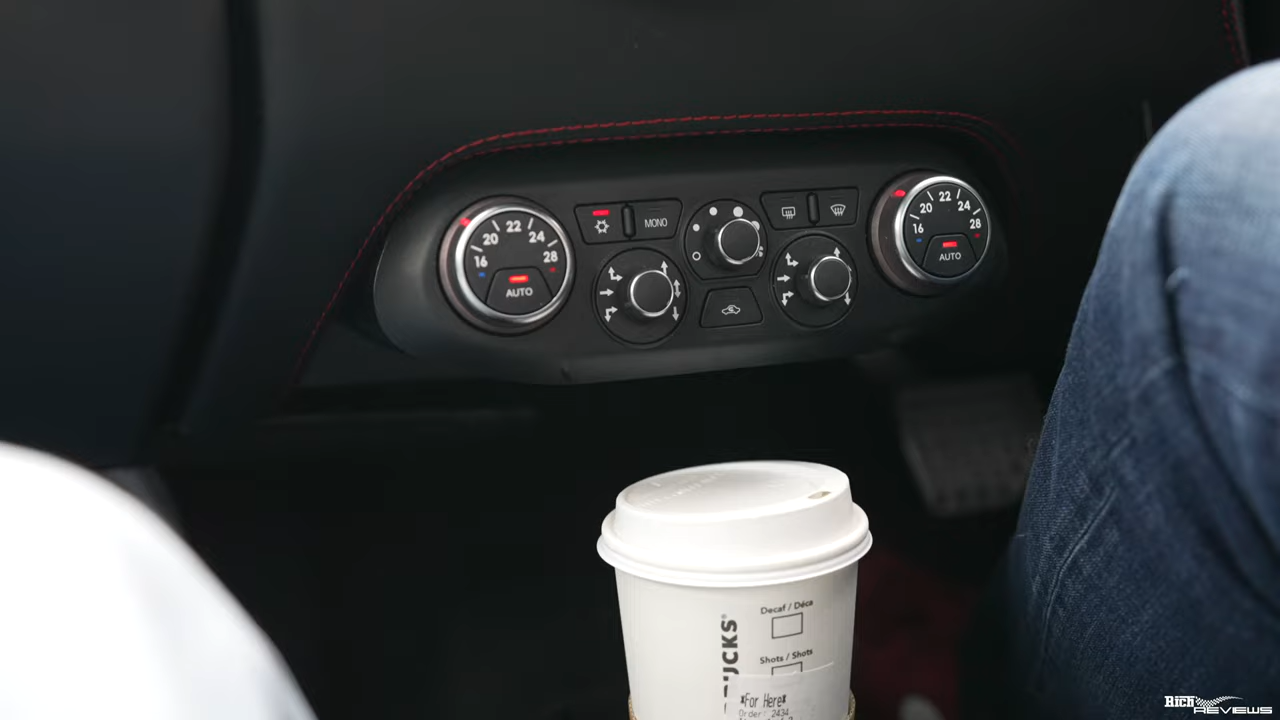 16 20 22 24 28
AUTO
MONO
16 20 22 24 28
AUTO
Decaf / Déca
UCKS®
Shots / Shots
*For Here*
2434
Rich
REVIEWS